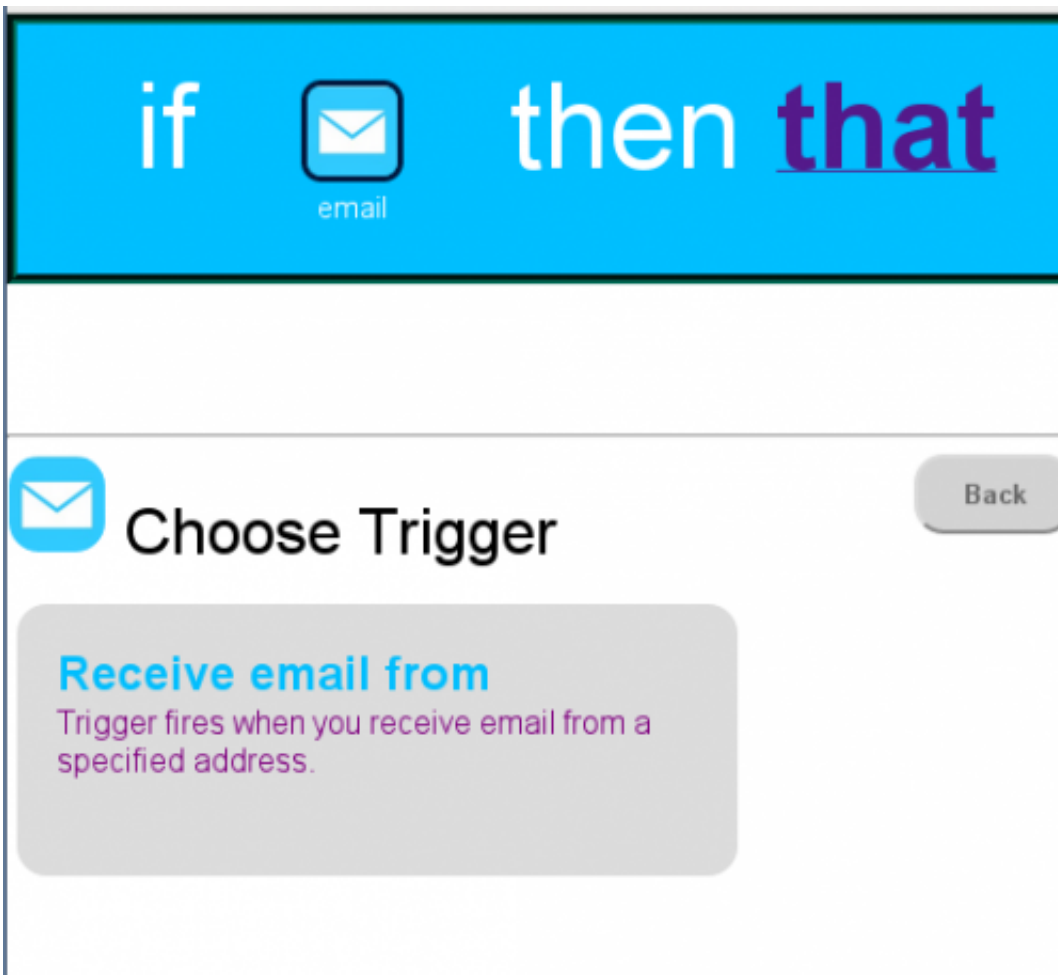 if then that
email
Choose Trigger
Back
Receive email from
Trigger fires when you receive email from a
specified address.